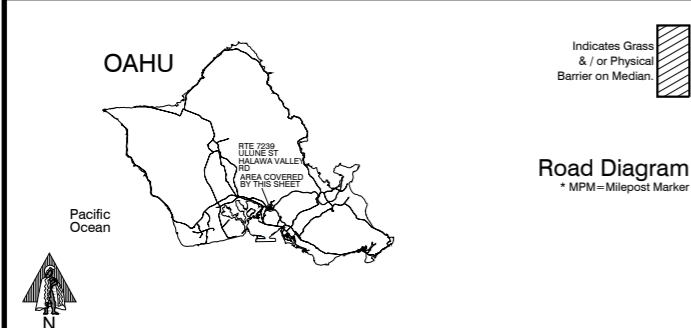 OAHU
Indicates Grass
& / or Physical
Barrier on Median.
RTE 7239
ULUNE ST
HALAWA VALLEY
RD
AREA COVERED
BY THIS SHEET
Road Diagram
* MPM=Milepost Marker
Pacific
Ocean
N